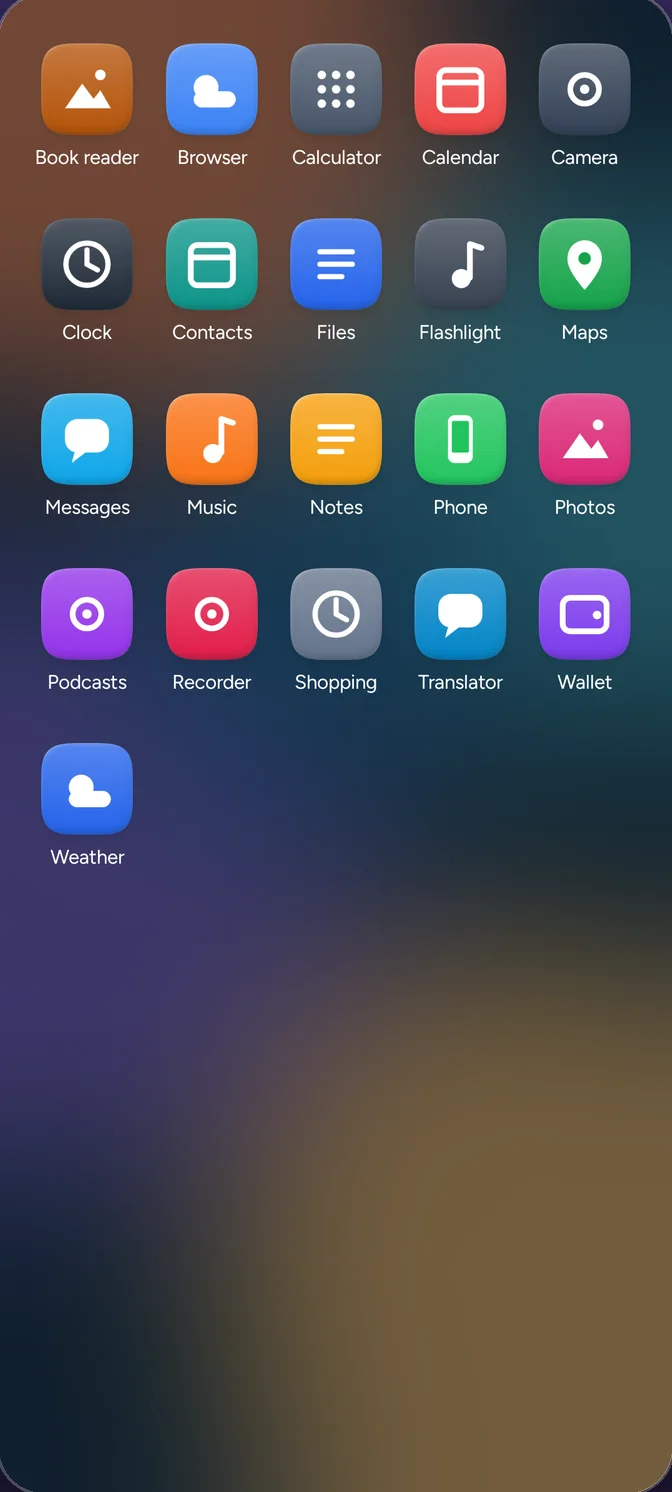 Book reader
Browser
Calculator
Calendar
Camera
Clock
Contacts
Files
Flashlight
Maps
Messages
Music
Notes
Phone
Photos
Podcasts
Recorder
Shopping
Translator
Wallet
Weather